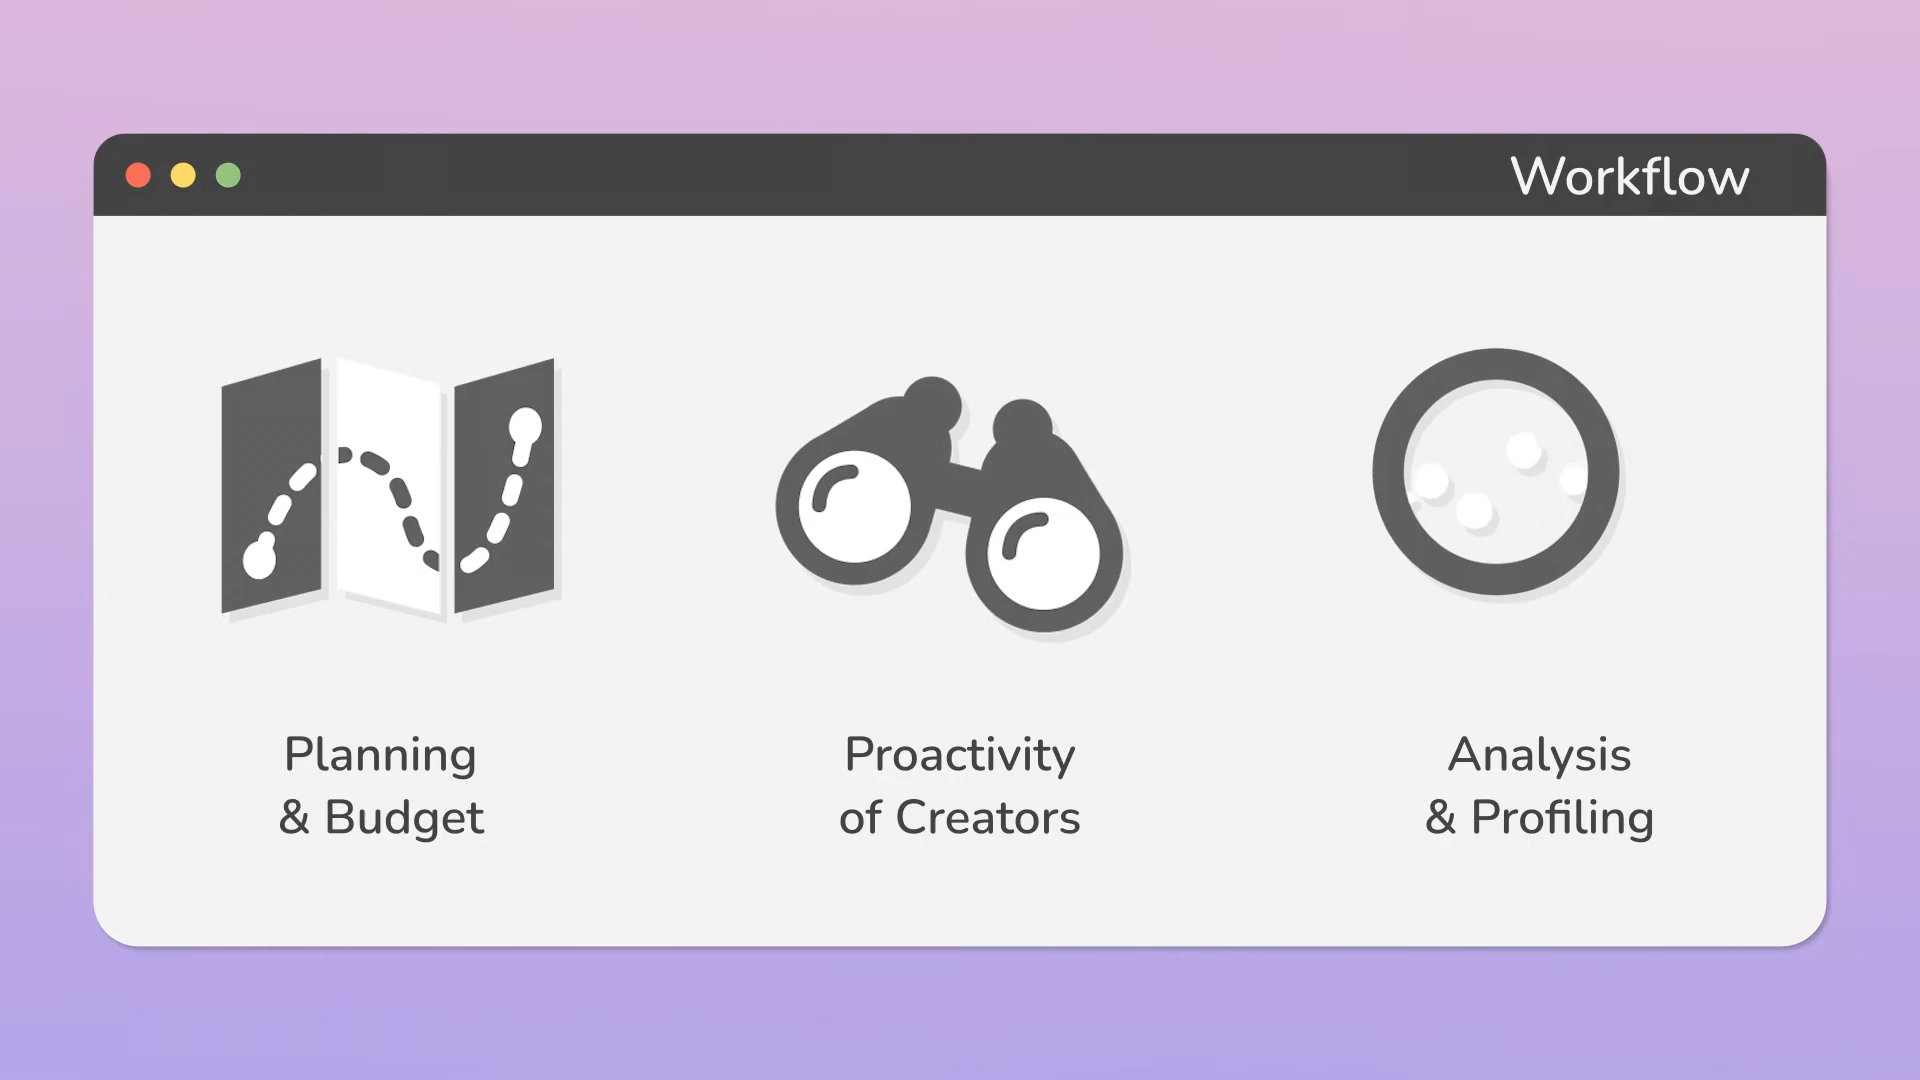 Workflow
Planning
& Budget
Proactivity
of Creators
Analysis
& Profiling